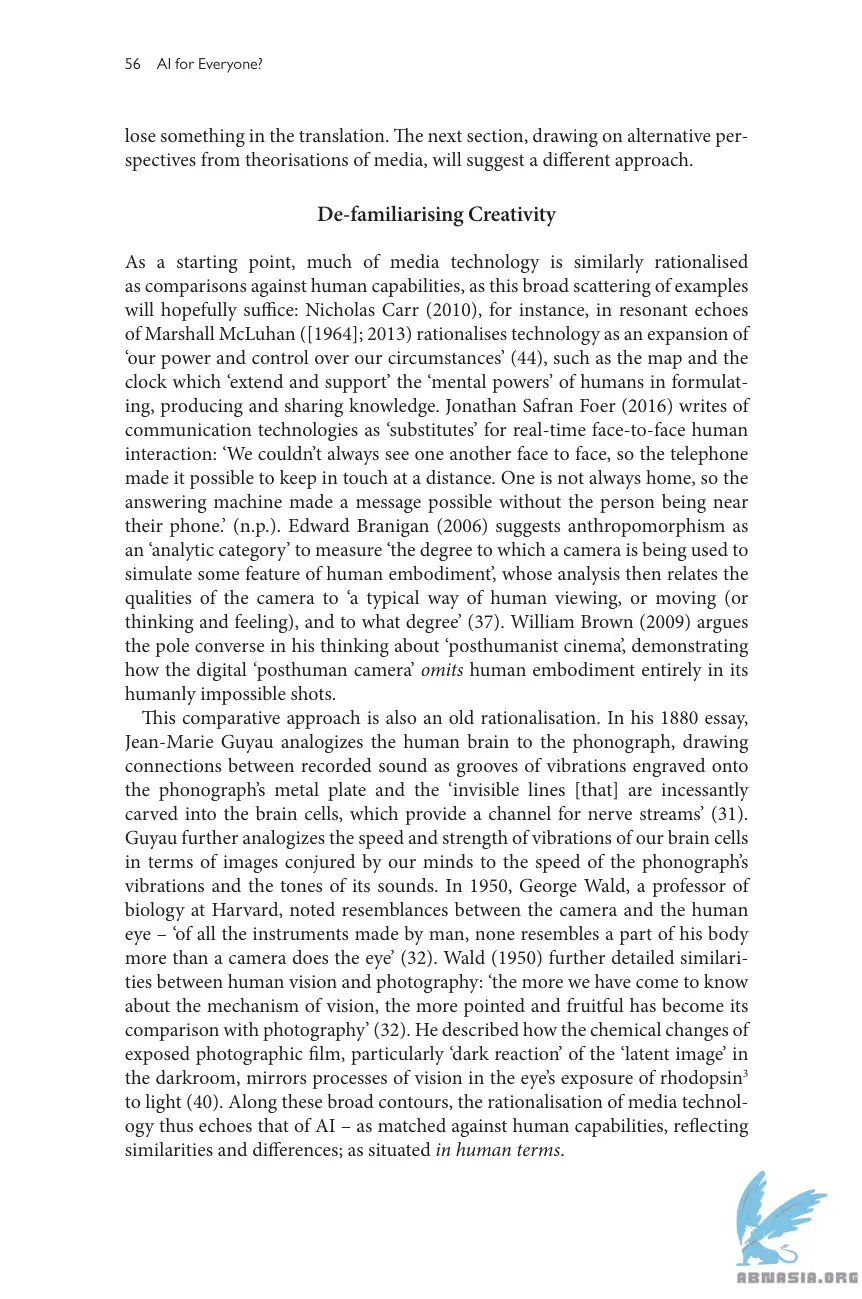 56 AI for Everyone?
lose something in the translation. The next section, drawing on alternative per-
spectives from theorisations of media, will suggest a different approach.
De-familiarising Creativity
As a starting point, much of media technology is similarly rationalised
as comparisons against human capabilities, as this broad scattering of examples
will hopefully suffice: Nicholas Carr (2010), for instance, in resonant echoes
of Marshall McLuhan ([1964]; 2013) rationalises technology as an expansion of
‘our power and control over our circumstances’ (44), such as the map and the
clock which ‘extend and support’ the ‘mental powers’ of humans in formulat-
ing, producing and sharing knowledge. Jonathan Safran Foer (2016) writes of
communication technologies as ‘substitutes’ for real-time face-to-face human
interaction: ‘We couldn’t always see one another face to face, so the telephone
made it possible to keep in touch at a distance. One is not always home, so the
answering machine made a message possible without the person being near
their phone.’ (n.p.). Edward Branigan (2006) suggests anthropomorphism as
an ‘analytic category’ to measure ‘the degree to which a camera is being used to
simulate some feature of human embodiment’, whose analysis then relates the
qualities of the camera to ‘a typical way of human viewing, or moving (or
thinking and feeling), and to what degree’ (37). William Brown (2009) argues
the pole converse in his thinking about ‘posthumanist cinema’, demonstrating
how the digital ‘posthuman camera’ omits human embodiment entirely in its
humanly impossible shots.
This comparative approach is also an old rationalisation. In his 1880 essay,
Jean-Marie Guyau analogizes the human brain to the phonograph, drawing
connections between recorded sound as grooves of vibrations engraved onto
the phonograph’s metal plate and the ‘invisible lines [that] are incessantly
carved into the brain cells, which provide a channel for nerve streams’ (31).
Guyau further analogizes the speed and strength of vibrations of our brain cells
in terms of images conjured by our minds to the speed of the phonograph’s
vibrations and the tones of its sounds. In 1950, George Wald, a professor of
biology at Harvard, noted resemblances between the camera and the human
eye – ‘of all the instruments made by man, none resembles a part of his body
more than a camera does the eye’ (32). Wald (1950) further detailed similari-
ties between human vision and photography: ‘the more we have come to know
about the mechanism of vision, the more pointed and fruitful has become its
comparison with photography’ (32). He described how the chemical changes of
exposed photographic film, particularly ‘dark reaction’ of the ‘latent image’ in
the darkroom, mirrors processes of vision in the eye’s exposure of rhodopsin³
to light (40). Along these broad contours, the rationalisation of media technol-
ogy thus echoes that of AI – as matched against human capabilities, reflecting
similarities and differences; as situated in human terms.
ABNASIA.ORG